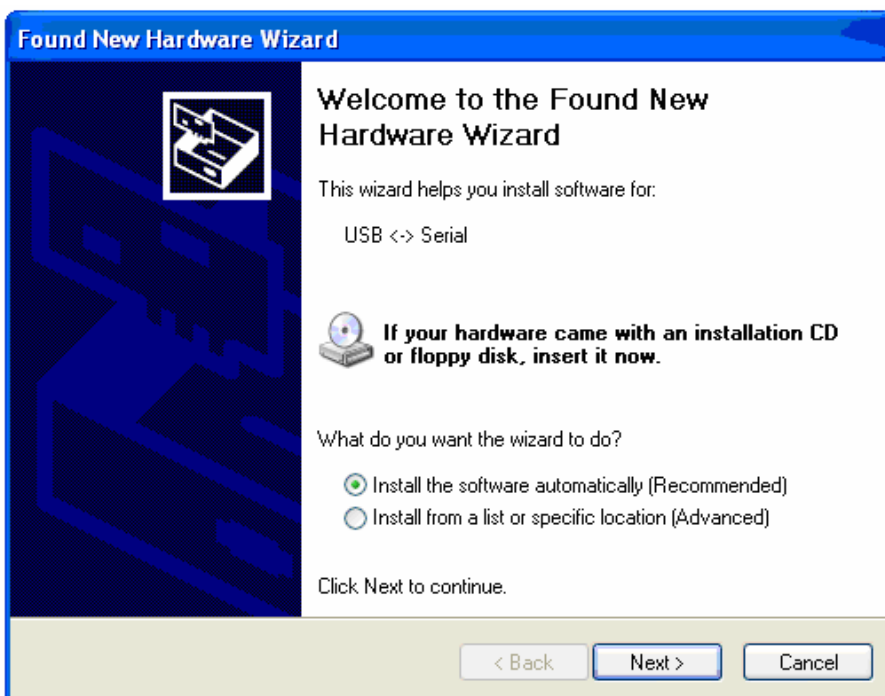 Found New Hardware Wizard
Welcome to the Found New
Hardware Wizard
This wizard helps you install software for:
USB <-> Serial
If your hardware came with an installation CD
or floppy disk, insert it now.
What do you want the wizard to do?
Install the software automatically (Recommended)
Install from a list or specific location (Advanced)
Click Next to continue.
< Back Next > Cancel